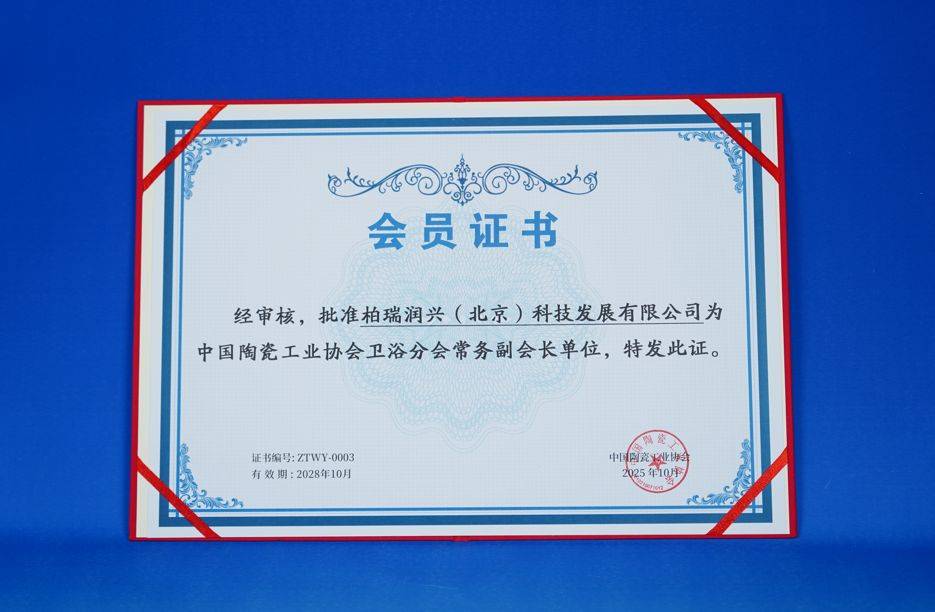 会员证书
经审核，批准柏瑞润兴（北京）科技发展有限公司为
中国陶瓷工业协会卫浴分会常务副会长单位，特发此证。
证书编号: ZTWY-0003
有 效 期 : 2028年10月
中国陶瓷工业协会
2025 年10月